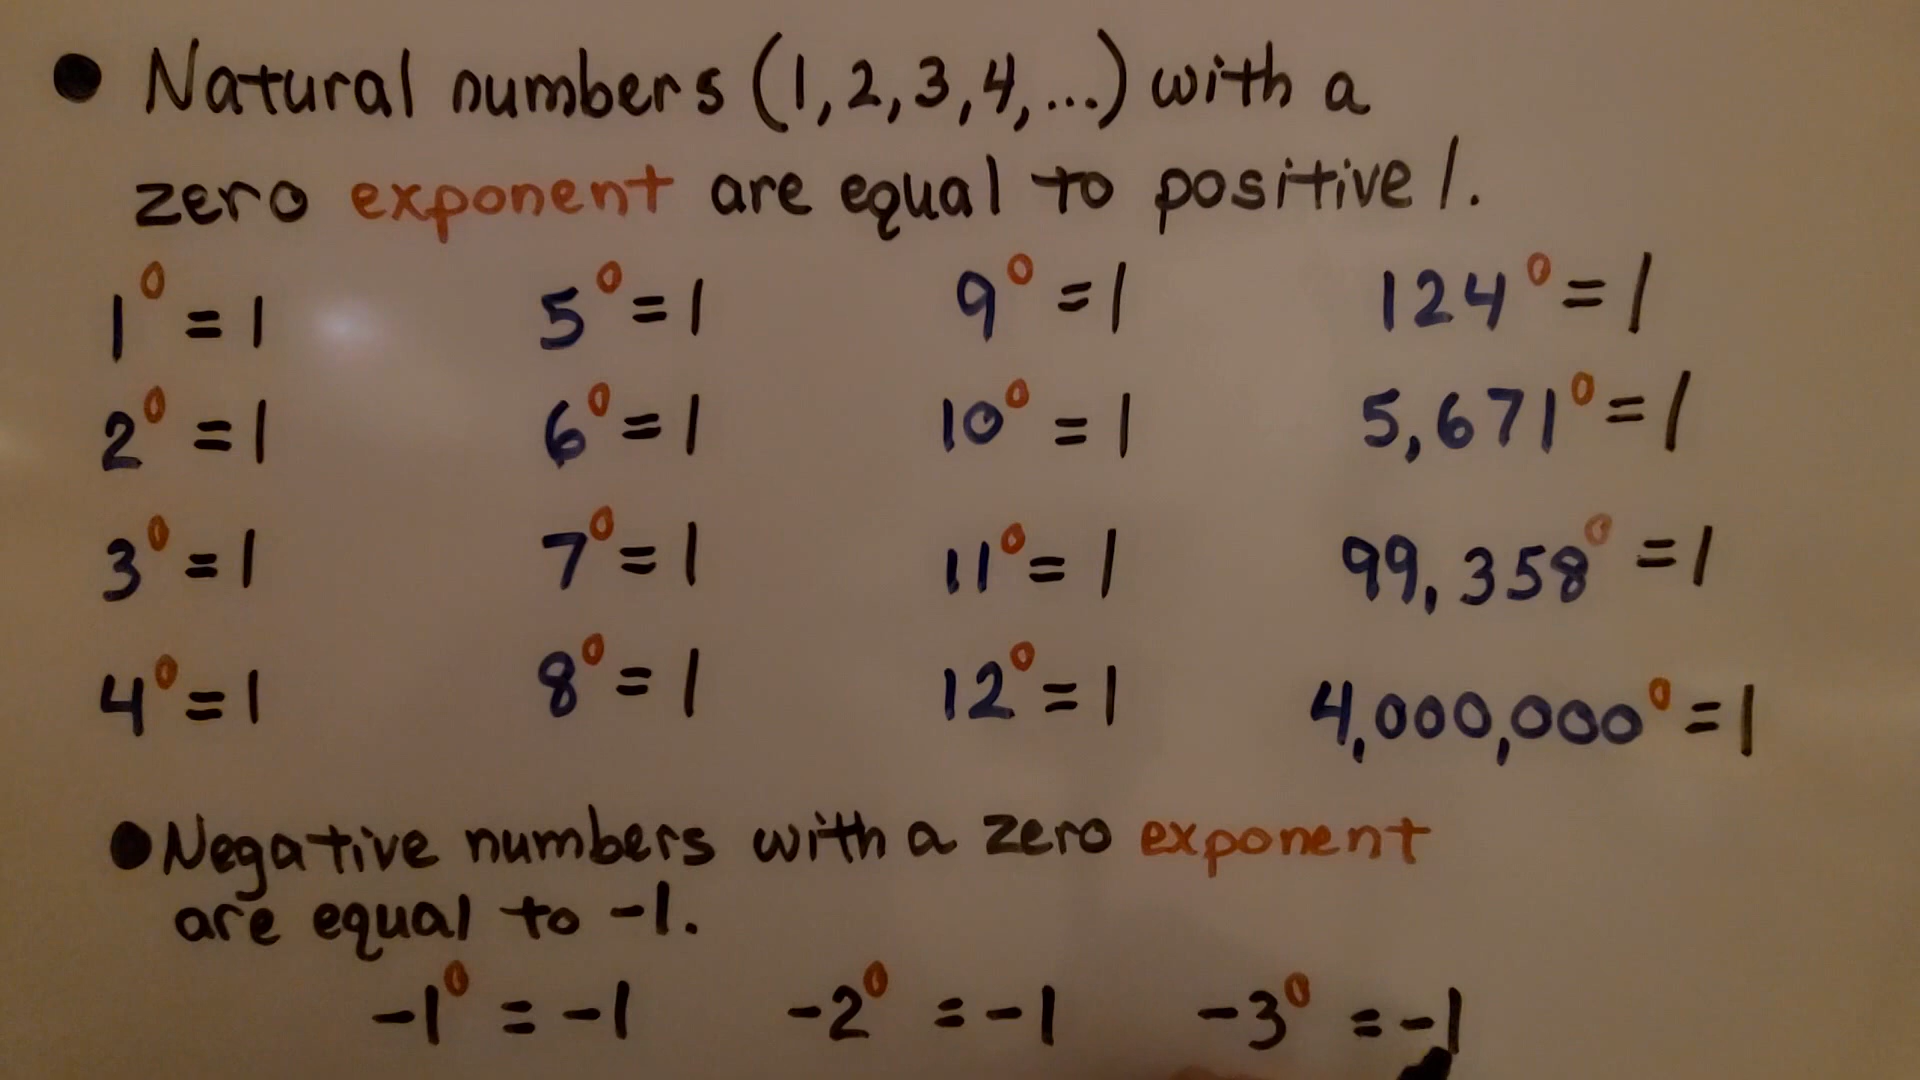 ● Natural numbers (1, 2, 3, 4, ...) with a
zero exponent are equal to positive 1.
1⁰ = 1 5⁰ = 1 9⁰ = 1 124⁰ = 1
2⁰ = 1 6⁰ = 1 10⁰ = 1 5,671⁰ = 1
3⁰ = 1 7⁰ = 1 11⁰ = 1 99,358⁰ = 1
4⁰ = 1 8⁰ = 1 12⁰ = 1 4,000,000⁰ = 1
● Negative numbers with a zero exponent
are equal to -1.
-1⁰ = -1 -2⁰ = -1 -3⁰ = -1